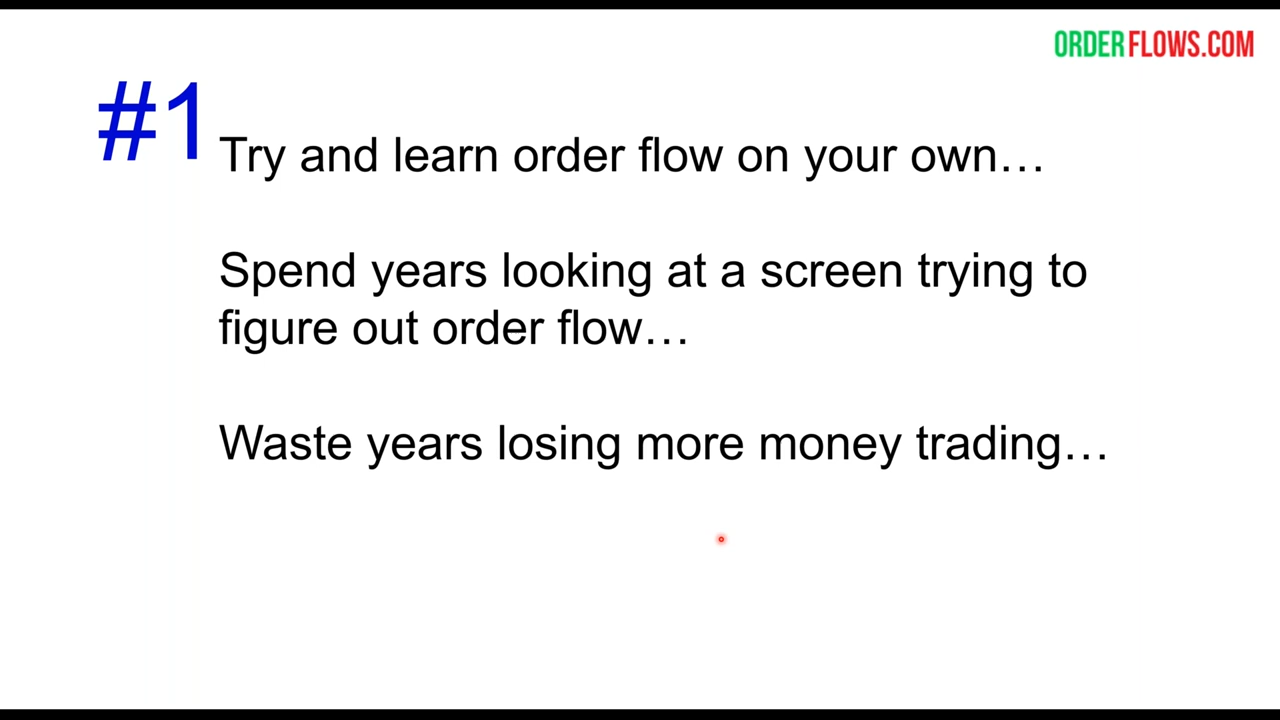 ORDERFLOWS.COM
#1
Try and learn order flow on your own…
Spend years looking at a screen trying to
figure out order flow…
Waste years losing more money trading…